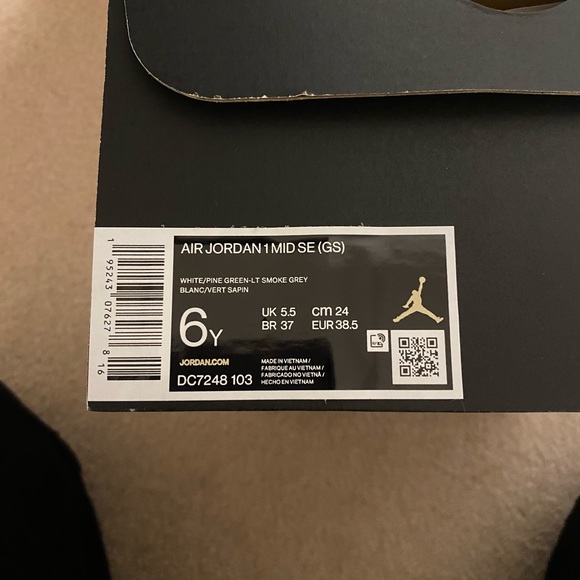 AIR JORDAN 1 MID SE (GS)
WHITE/PINE GREEN-LT SMOKE GREY
BLANC/VERT SAPIN
6Y
UK 5.5 cm 24
BR 37 EUR 38.5
JORDAN.COM
DC7248 103
MADE IN VIETNAM /
FABRIQUE AU VIETNAM /
FABRICADO NO VIETNÃ /
HECHO EN VIETNAM
1 95243 07627 8 16